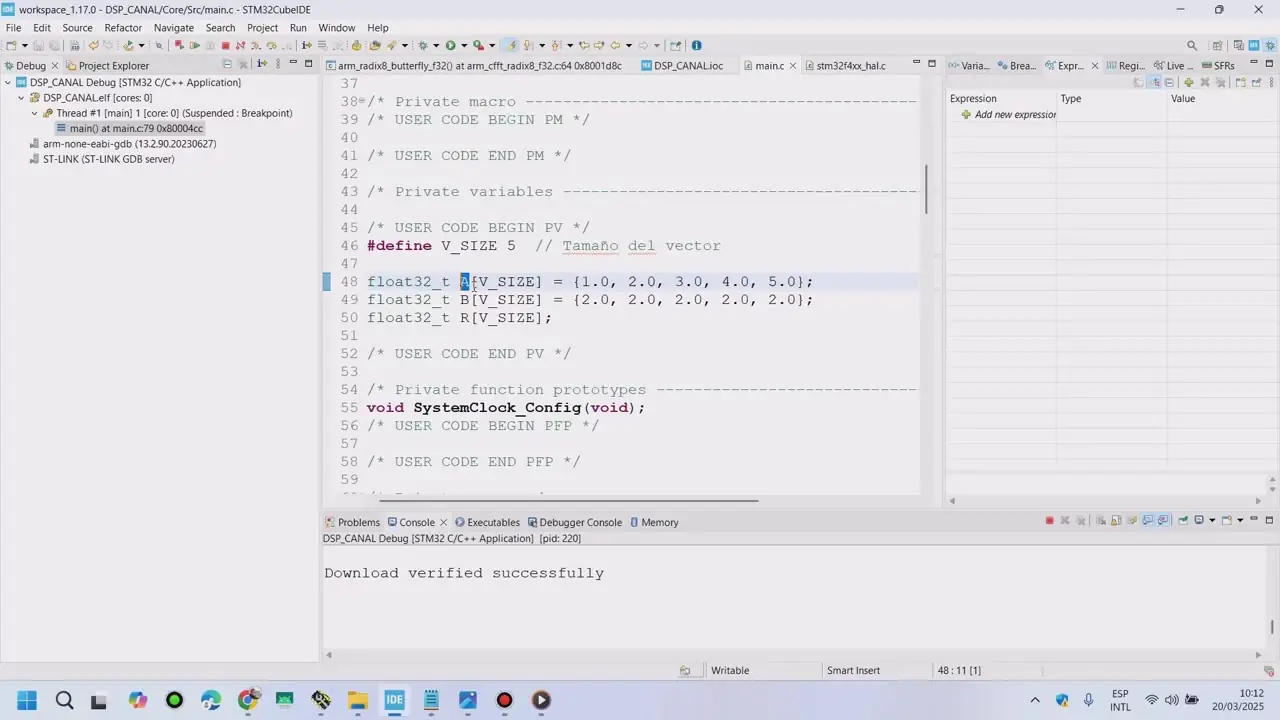 workspace_1.17.0 - DSP_CANAL/Core/Src/main.c - STM32CubeIDE
File Edit Source Refactor Navigate Search Project Run Window Help
Debug Project Explorer
DSP_CANAL Debug [STM32 C/C++ Application]
DSP_CANAL.elf [cores: 0]
Thread #1 [main] 1 [core: 0] (Suspended : Breakpoint)
main() at main.c:79 0x80004cc
arm-none-eabi-gdb (13.2.90.20230627)
ST-LINK (ST-LINK GDB server)
arm_radix8_butterfly_f32() at arm_cfft_radix8_f32.c:64 0x8001d8c DSP_CANAL.ioc main.c stm32f4xx_hal.c
37
38 /* Private macro -------------------------------------------
39 /* USER CODE BEGIN PM */
40
41 /* USER CODE END PM */
42
43 /* Private variables ---------------------------------------
44
45 /* USER CODE BEGIN PV */
46 #define V_SIZE 5 // Tamaño del vector
47
48 float32_t A[V_SIZE] = {1.0, 2.0, 3.0, 4.0, 5.0};
49 float32_t B[V_SIZE] = {2.0, 2.0, 2.0, 2.0, 2.0};
50 float32_t R[V_SIZE];
51
52 /* USER CODE END PV */
53
54 /* Private function prototypes -----------------------------
55 void SystemClock_Config(void);
56 /* USER CODE BEGIN PFP */
57
58 /* USER CODE END PFP */
59
Varia... Brea... Expr... Regi... Live ... SFRs
Expression Type Value
Add new expression
Problems Console Executables Debugger Console Memory
DSP_CANAL Debug [STM32 C/C++ Application] [pid: 220]
Download verified successfully
Writable Smart Insert 48 : 11 [1]
IDE
ESP
INTL
10:12
20/03/2025